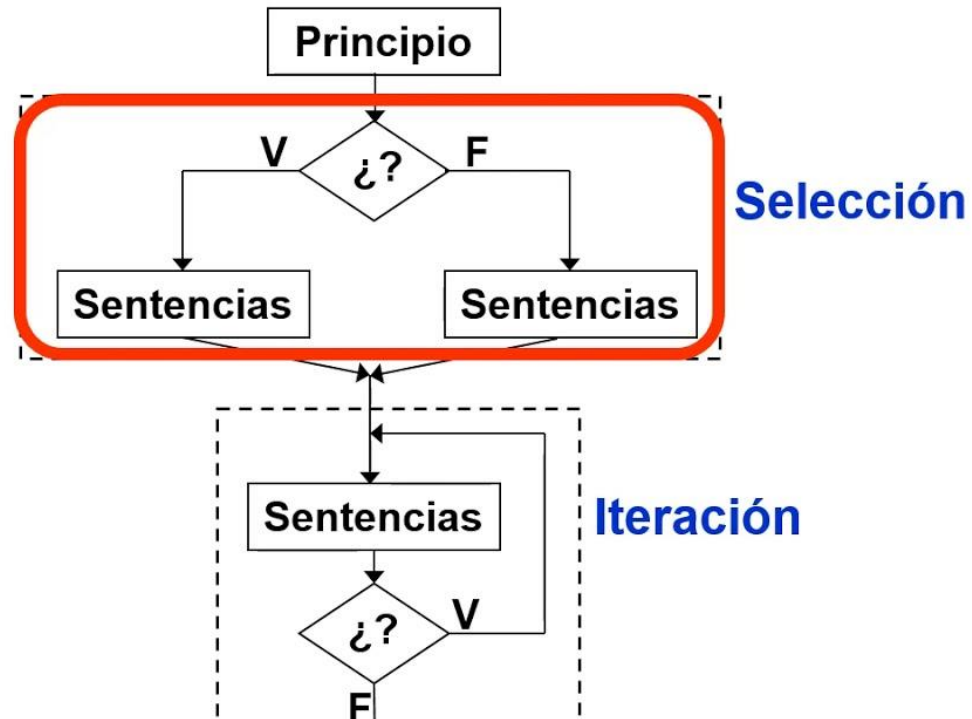 Principio
V
¿?
F
Selección
Sentencias
Sentencias
Sentencias
Iteración
¿?
V
F